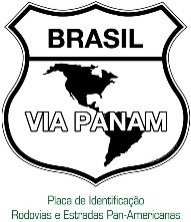 BRASIL
VIA PANAM
Placa de Identificação
Rodovias e Estradas Pan-Americanas